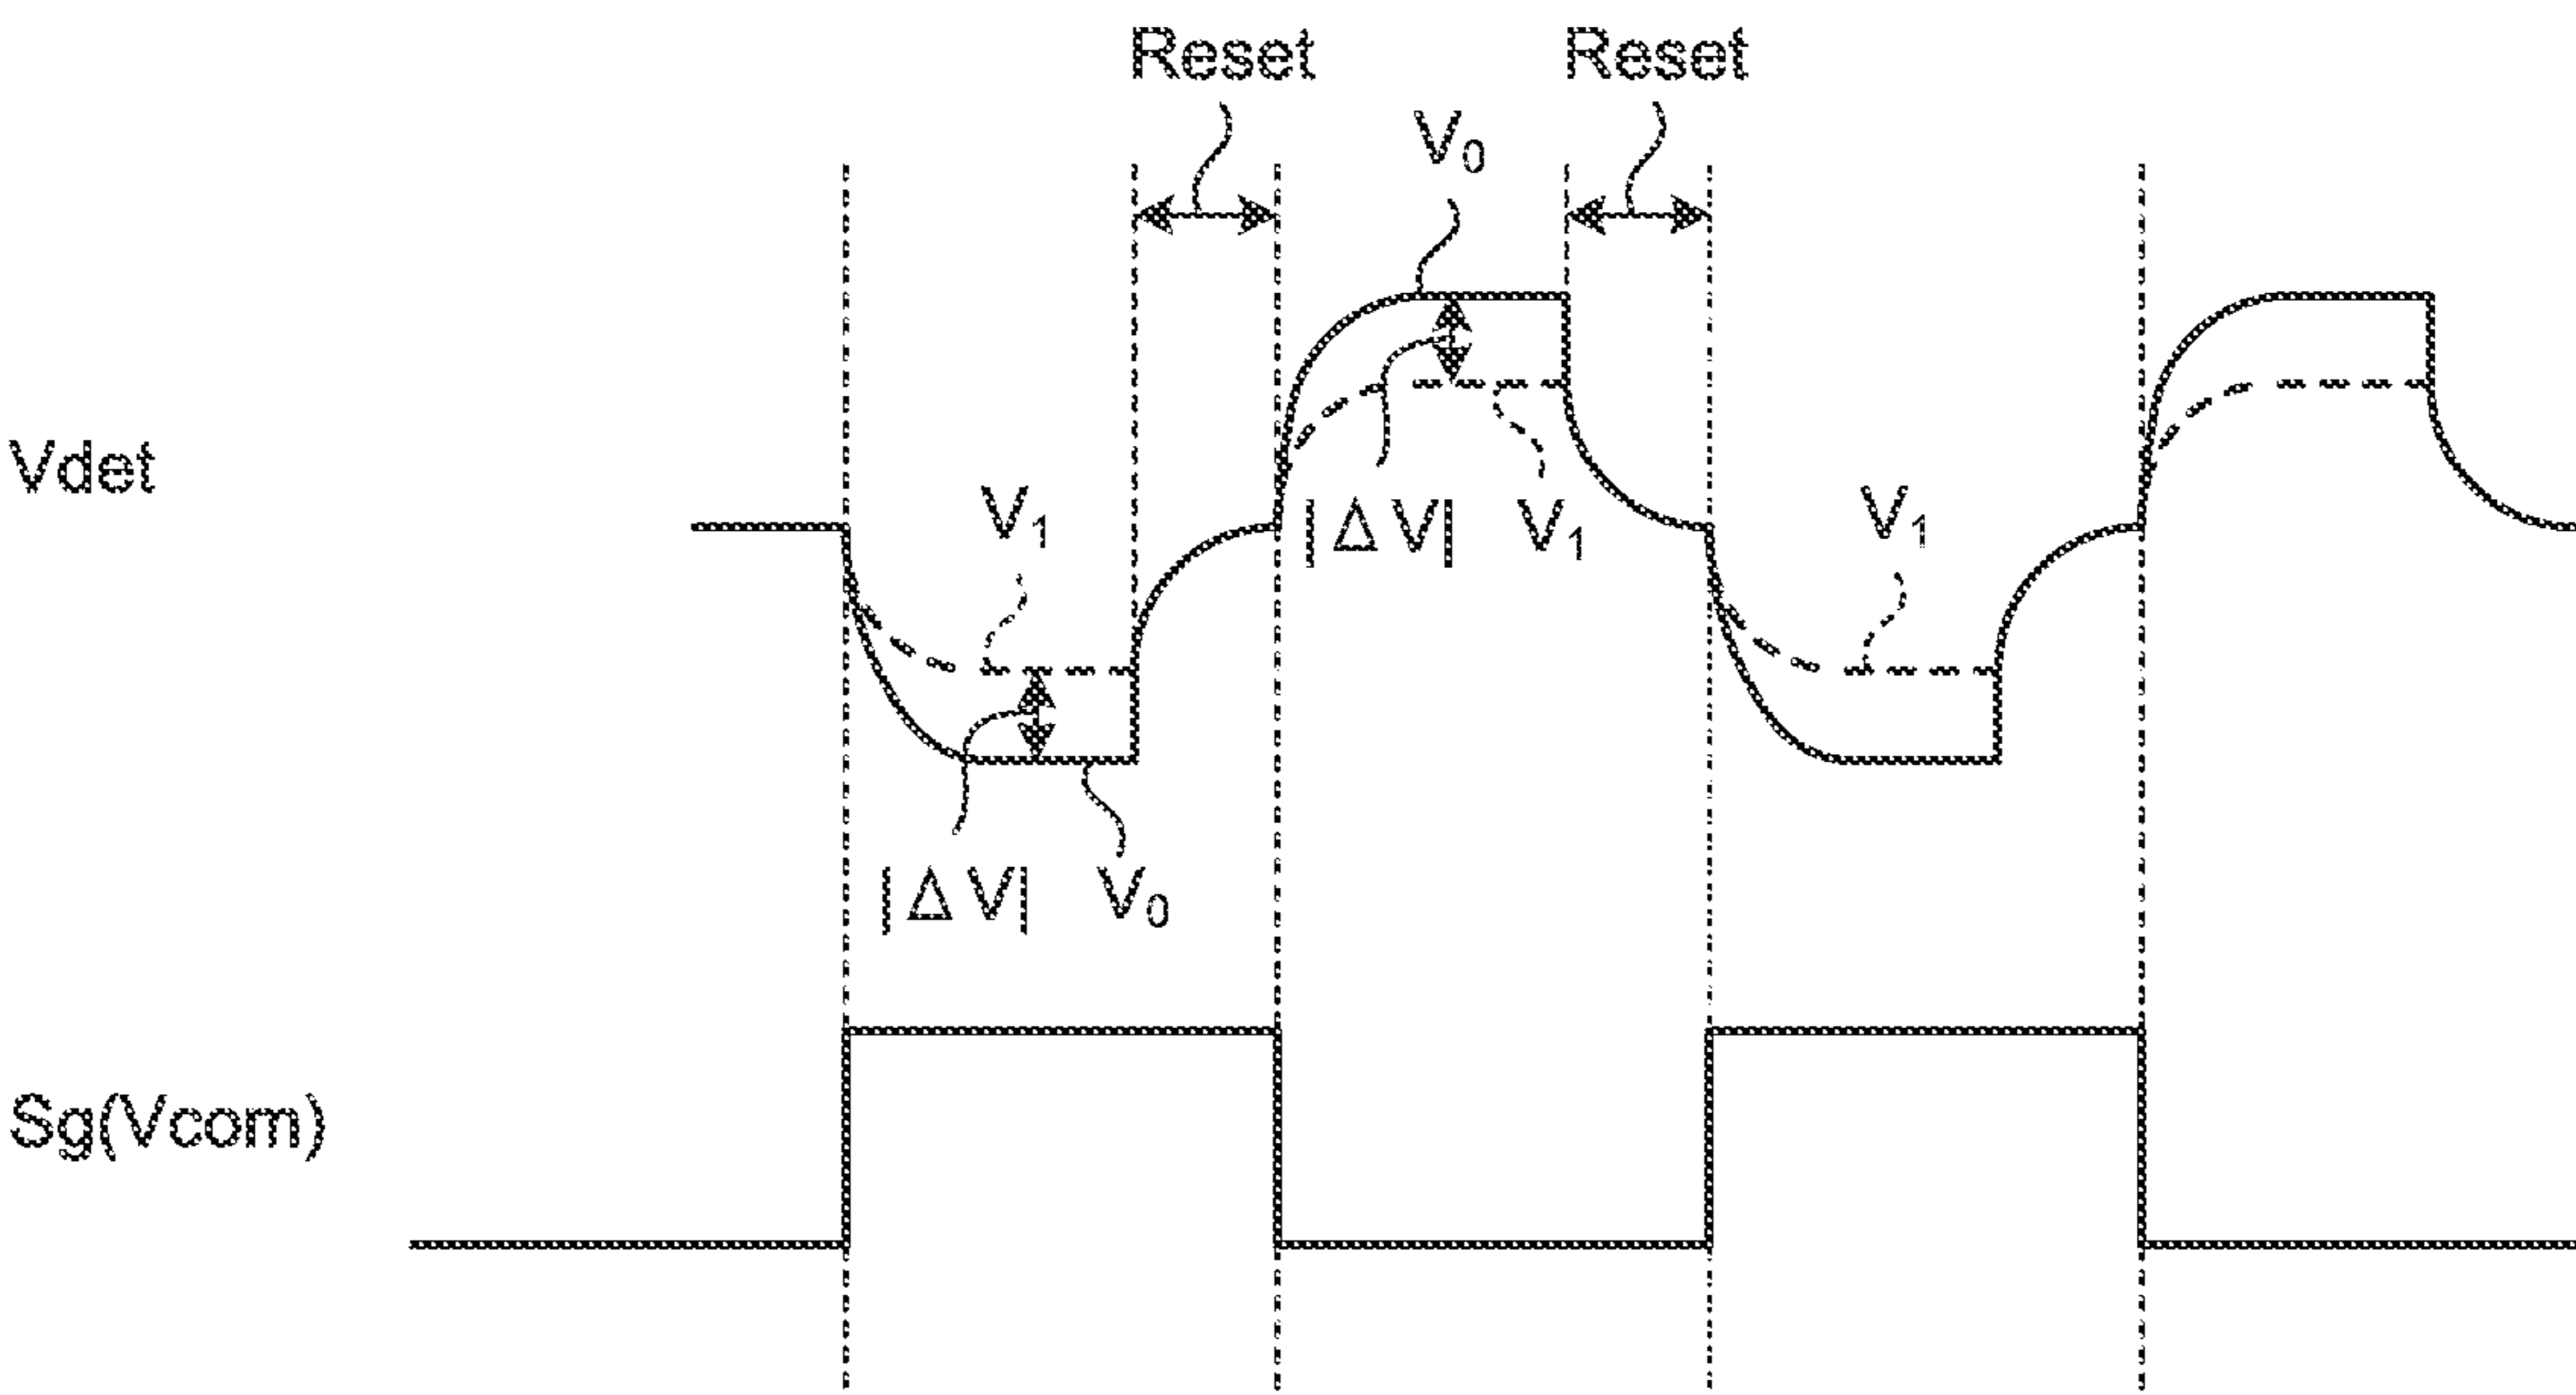 Reset Reset
V₀
Vdet
V₁ |ΔV| V₁ V₁
|ΔV| V₀
Sg(Vcom)